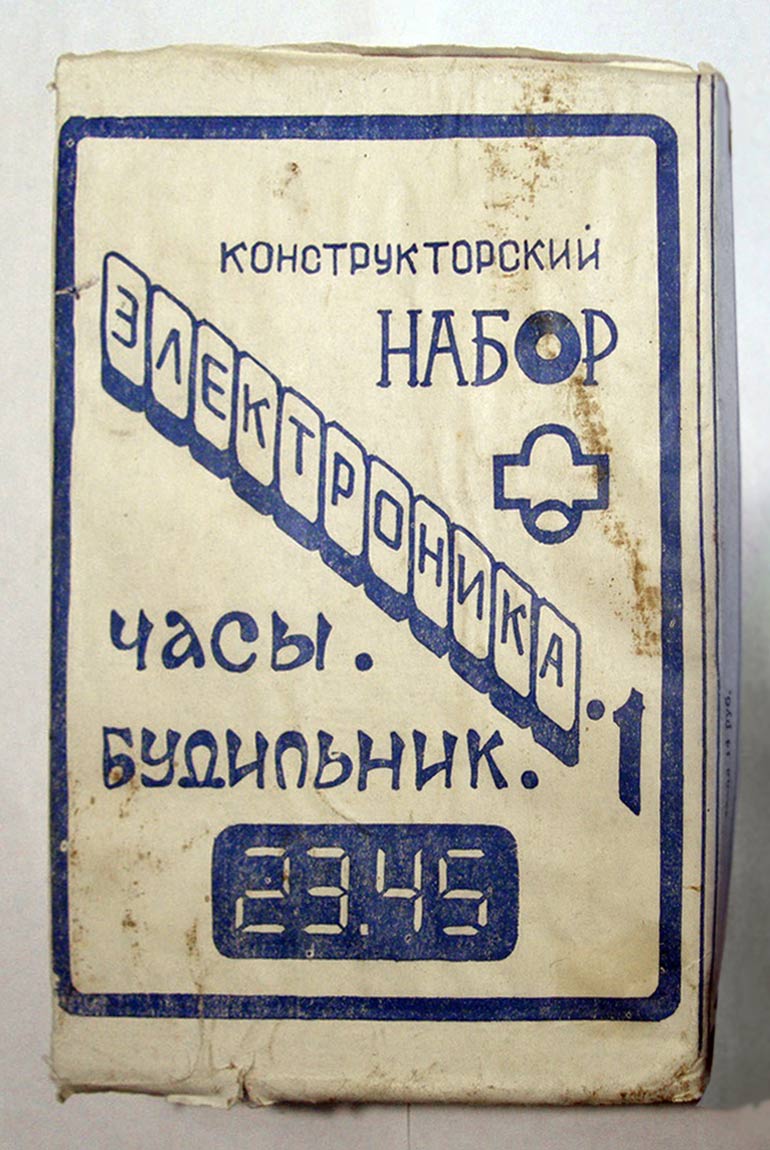 КОНСТРУКТОРСКИЙ
НАБОР
ЭЛЕКТРОНИКА·1
ЧАСЫ.
БУДИЛЬНИК.
23.45